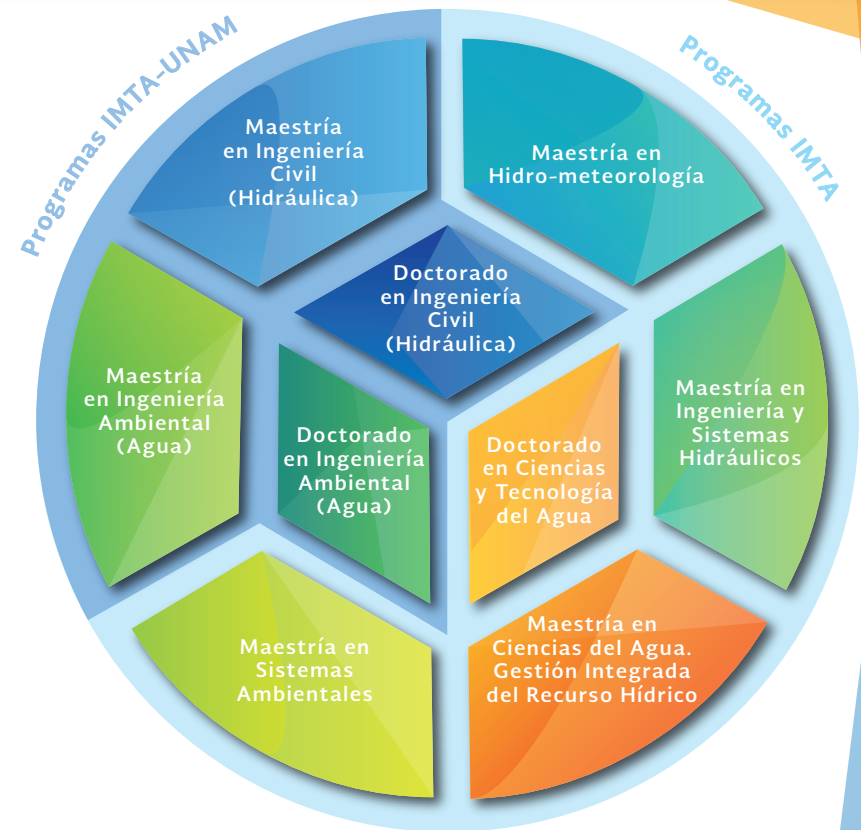 Programas IMTA-UNAM
Programas IMTA
Maestría
en Ingeniería
Civil
(Hidráulica)
Maestría en
Hidro-meteorología
Doctorado
en Ingeniería
Civil
(Hidráulica)
Maestría
en Ingeniería
Ambiental
(Agua)
Doctorado
en Ingeniería
Ambiental
(Agua)
Doctorado
en Ciencias
y Tecnología
del Agua
Maestría en
Ingeniería y
Sistemas
Hidráulicos
Maestría en
Sistemas
Ambientales
Maestría en
Ciencias del Agua.
Gestión Integrada
del Recurso Hídrico